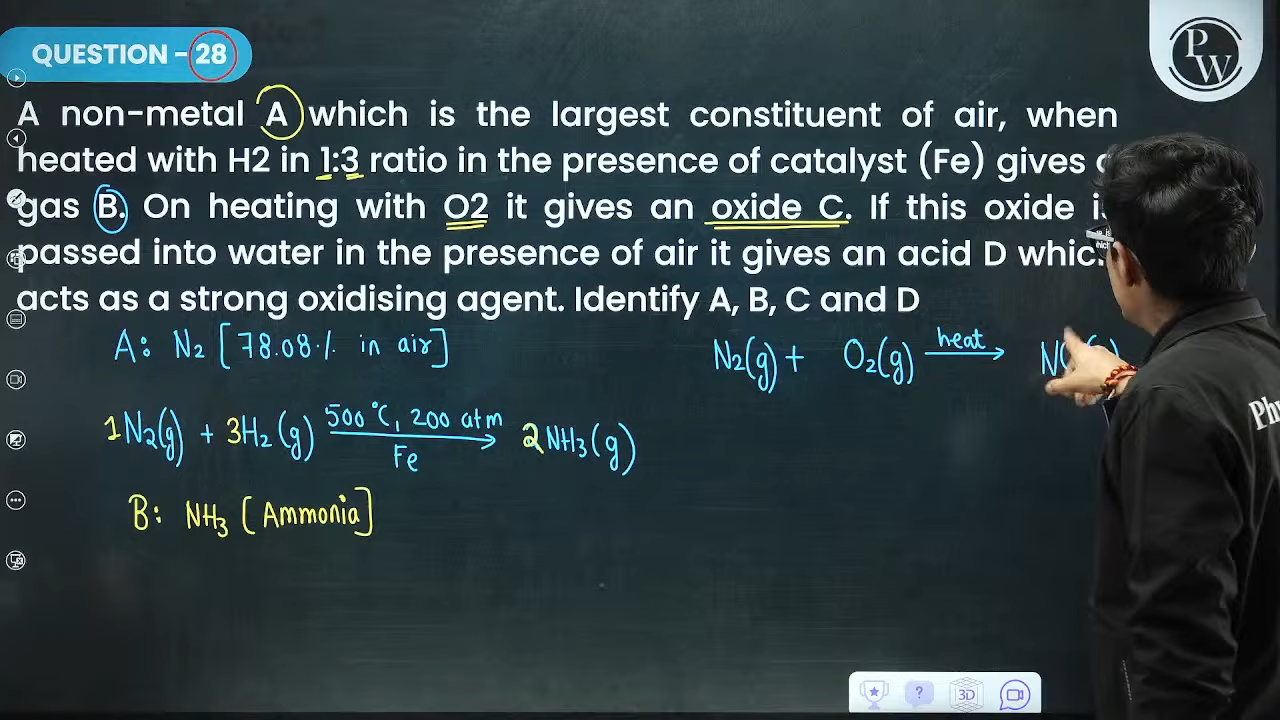 QUESTION - 28
PW
A non-metal A which is the largest constituent of air, when
heated with H2 in 1:3 ratio in the presence of catalyst (Fe) gives
gas B. On heating with O2 it gives an oxide C. If this oxide
passed into water in the presence of air it gives an acid D
acts as a strong oxidising agent. Identify A, B, C and D
A: N2 [78.08% in air]
N2(g) + O2(g) heat → N
1N2(g) + 3H2(g) 500 °C, 200 atm Fe → 2NH3(g)
B: NH3 [Ammonia]
3D